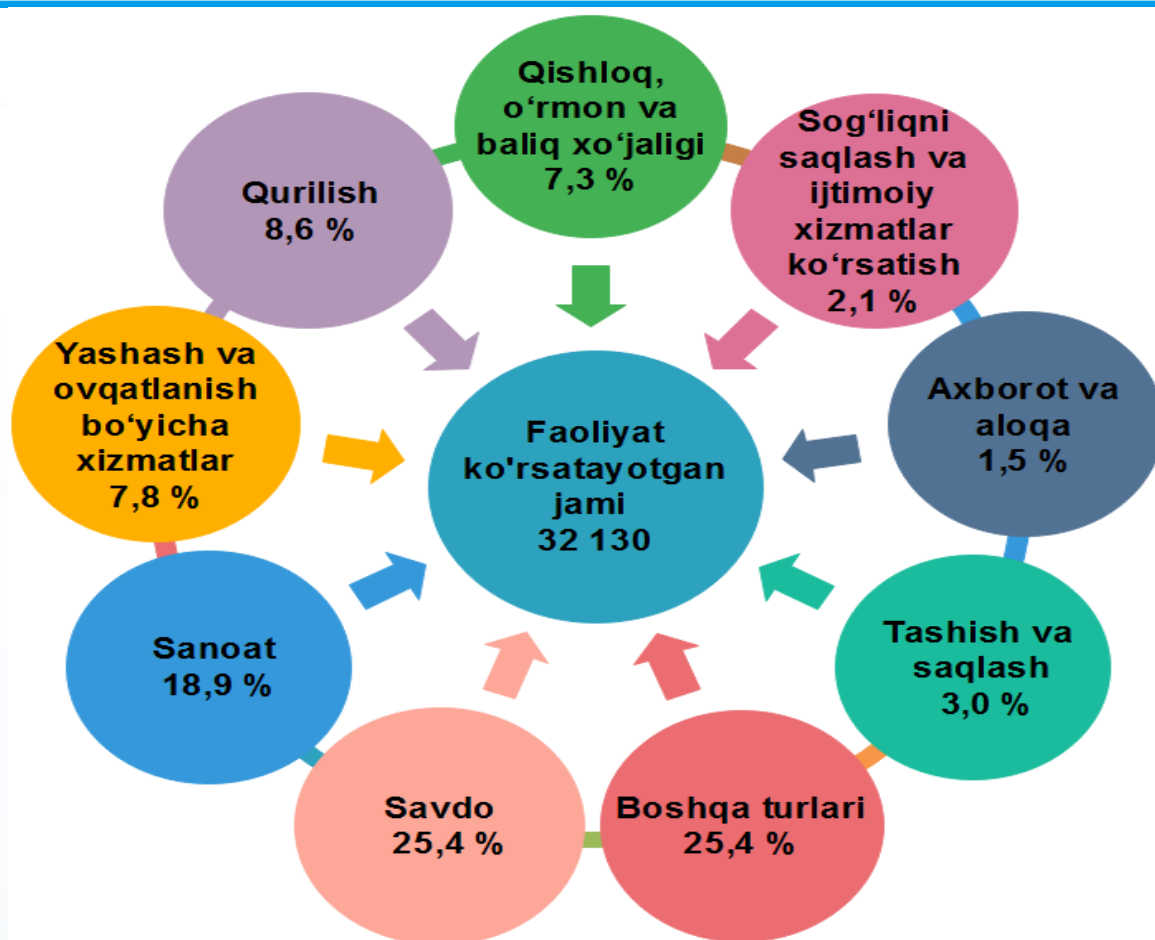 Qishloq,
o‘rmon va
baliq xo‘jaligi
7,3 %
Sog‘liqni
saqlash va
ijtimoiy
xizmatlar
ko‘rsatish
2,1 %
Axborot va
aloqa
1,5 %
Tashish va
saqlash
3,0 %
Boshqa turlari
25,4 %
Savdo
25,4 %
Sanoat
18,9 %
Yashash va
ovqatlanish
bo‘yicha
xizmatlar
7,8 %
Qurilish
8,6 %
Faoliyat
ko'rsatayotgan
jami
32 130